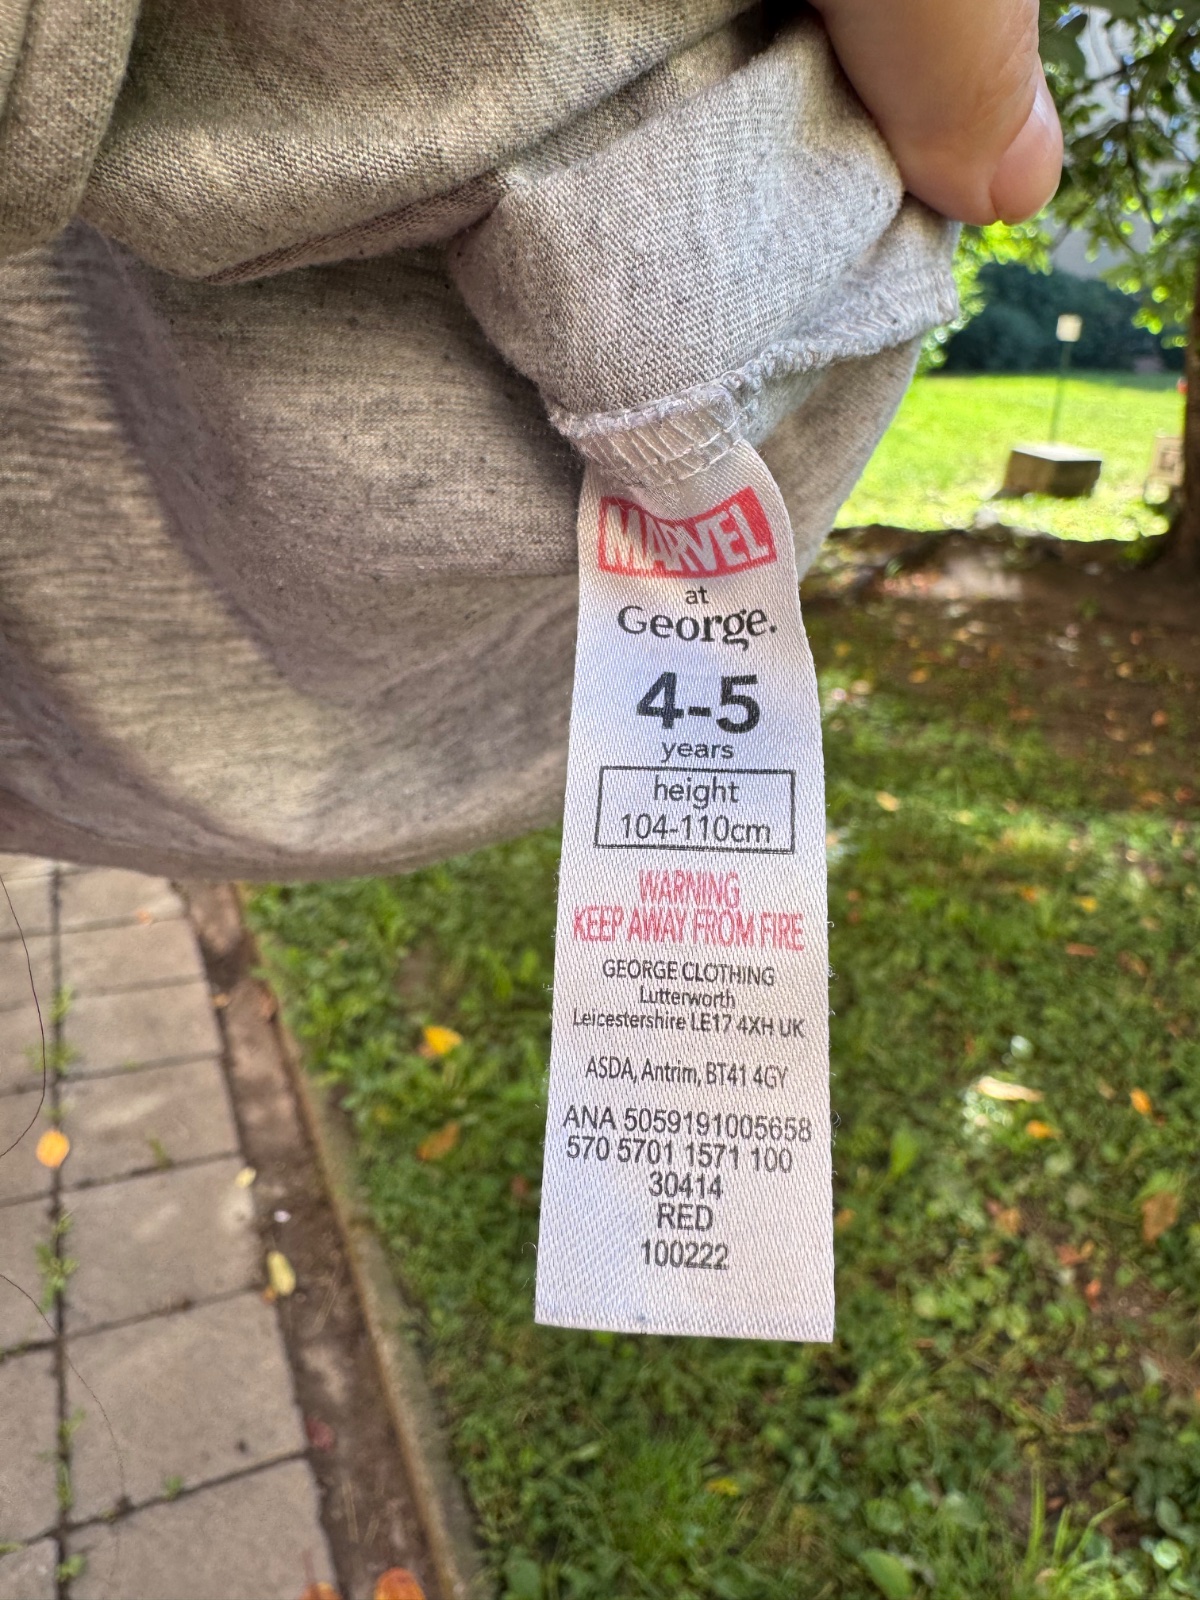 MARVEL
at
George.
4-5
years
height
104-110cm
WARNING
KEEP AWAY FROM FIRE
GEORGE CLOTHING
Lutterworth
Leicestershire LE17 4XH UK
ASDA, Antrim, BT41 4GY
ANA 5059191005658
570 5701 1571 100
30414
RED
100222